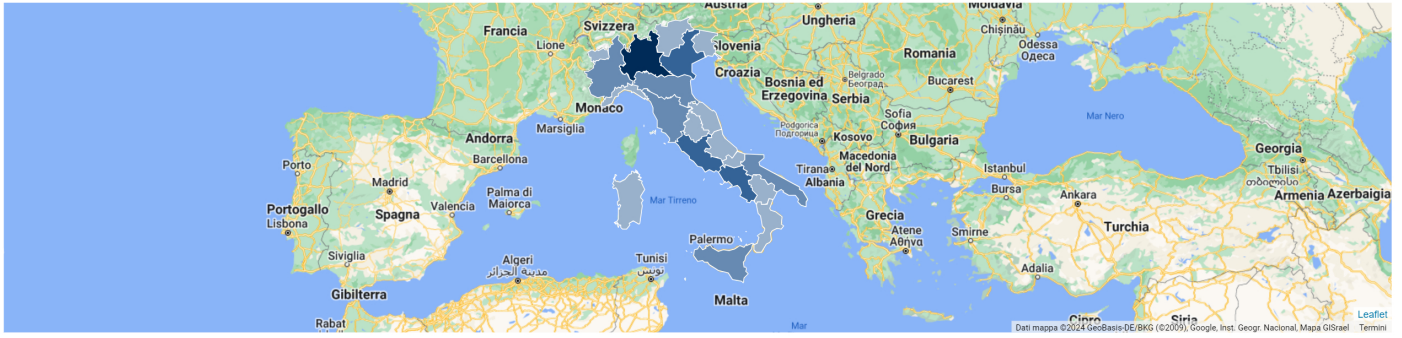 Austria
Moldavia
Svizzera
Ungheria
Francia
Chișinău
Lione
Slovenia
Odessa
Одеса
Romania
Croazia
Bosnia ed
Erzegovina
Belgrado
Београд
Bucarest
Serbia
Monaco
Marsiglia
Sofia
София
Mar Nero
Andorra
Podgorica
Подгорица
Kosovo
Bulgaria
Georgia
Barcellona
Macedonia
del Nord
Istanbul
Tbilisi
თბილისი
Porto
Tirana
Albania
Madrid
Palma di
Maiorca
Mar Tirreno
Bursa
Ankara
Armenia
Azerbaigia
Portogallo
Lisbona
Spagna
Valencia
Grecia
Atene
Αθήνα
Smirne
Turchia
Siviglia
Palermo
Algeri
مدينة الجزائر
Tunisi
تونس
Adalia
Gibilterra
Malta
Rabat
Mar
Cipro
Siria
Leaflet
Dati mappa ©2024 GeoBasis-DE/BKG (©2009), Google, Inst. Geogr. Nacional, Mapa GISrael
Termini